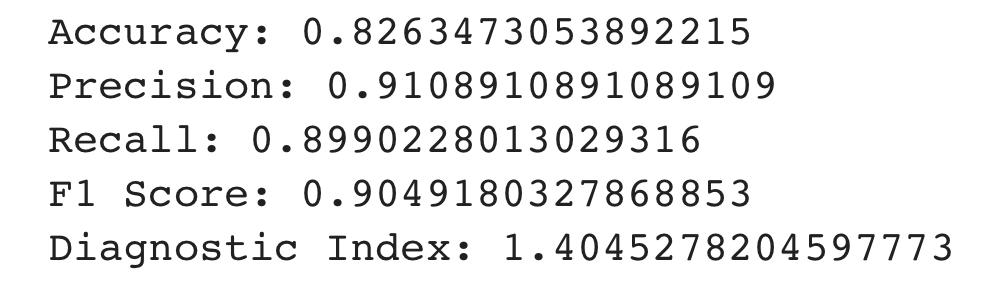 Accuracy: 0.8263473053892215
Precision: 0.9108910891089109
Recall: 0.8990228013029316
F1 Score: 0.9049180327868853
Diagnostic Index: 1.4045278204597773